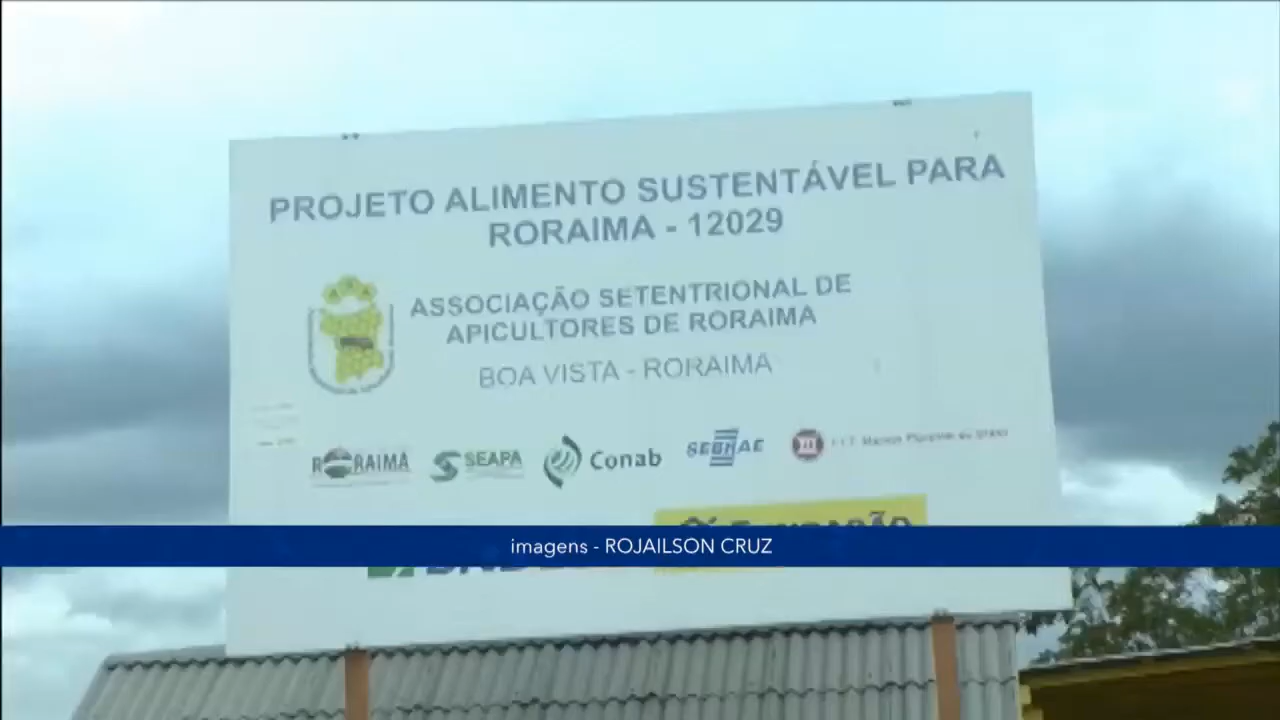 PROJETO ALIMENTO SUSTENTÁVEL PARA
RORAIMA - 12029
ASSOCIAÇÃO SETENTRIONAL DE
APICULTORES DE RORAIMA
BOA VISTA - RORAIMA
RORAIMA
SEAPA
Conab
SEBRAE
imagens - ROJAILSON CRUZ